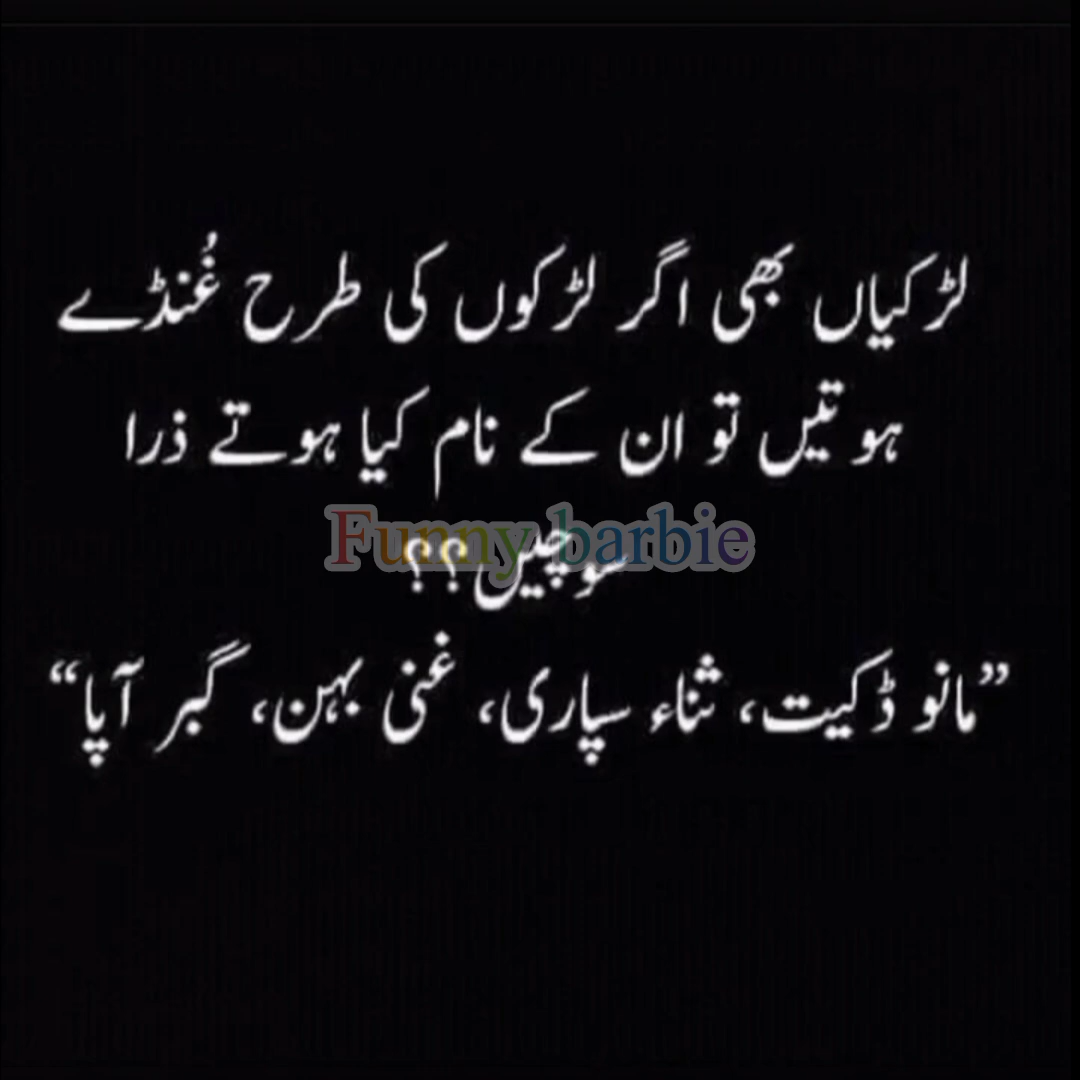 لڑکیاں بھی اگر لڑکوں کی طرح غُنڈے
ہوتیں تو ان کے نام کیا ہوتے ذرا
سوچیں؟؟
Funny barbie
”مانو ڈکیت، ثناء سپاری، غنی بہن، گبر آپا“